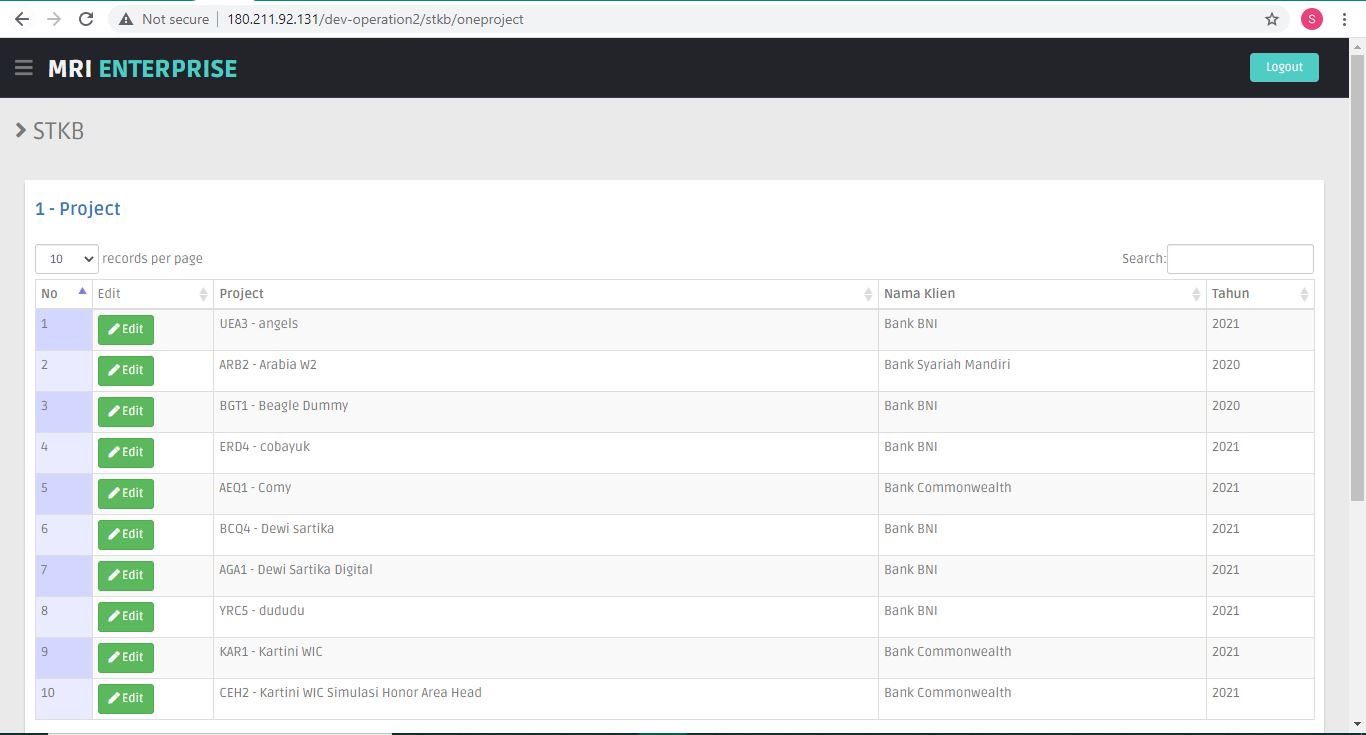 Not secure | 180.211.92.131/dev-operation2/stkb/oneproject
S
MRI ENTERPRISE
Logout
STKB
1 - Project
10 records per page
Search:
No Edit Project Nama Klien Tahun
1 Edit UEA3 - angels Bank BNI 2021
2 Edit ARB2 - Arabia W2 Bank Syariah Mandiri 2020
3 Edit BGT1 - Beagle Dummy Bank BNI 2020
4 Edit ERD4 - cobayuk Bank BNI 2021
5 Edit AEQ1 - Comy Bank Commonwealth 2021
6 Edit BCQ4 - Dewi sartika Bank BNI 2021
7 Edit AGA1 - Dewi Sartika Digital Bank BNI 2021
8 Edit YRC5 - dududu Bank BNI 2021
9 Edit KAR1 - Kartini WIC Bank Commonwealth 2021
10 Edit CEH2 - Kartini WIC Simulasi Honor Area Head Bank Commonwealth 2021